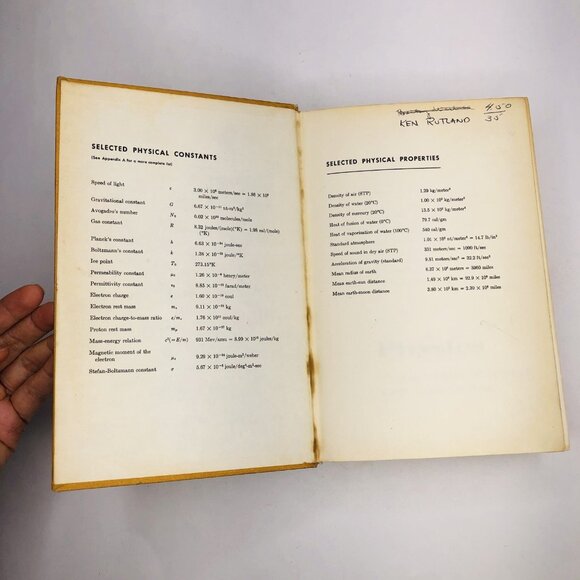 SELECTED PHYSICAL CONSTANTS
(See Appendix A for a more complete list)
Speed of light c 3.00 × 10⁸ meters/sec = 1.86 × 10⁵
miles/sec
Gravitational constant G 6.67 × 10⁻¹¹ nt-m²/kg²
Avogadro's number N₀ 6.02 × 10²³ molecules/mole
Gas constant R 8.32 joules/(mole)(°K) = 1.98 cal/(mole)
(°K)
Planck's constant h 6.63 × 10⁻³⁴ joule-sec
Boltzmann's constant k 1.38 × 10⁻²³ joule/°K
Ice point T₀ 273.15°K
Permeability constant μ₀ 1.26 × 10⁻⁶ henry/meter
Permittivity constant ε₀ 8.85 × 10⁻¹² farad/meter
Electron charge e 1.60 × 10⁻¹⁹ coul
Electron rest mass mₑ 9.11 × 10⁻³¹ kg
Electron charge-to-mass ratio e/mₑ 1.76 × 10¹¹ coul/kg
Proton rest mass mₚ 1.67 × 10⁻²⁷ kg
Mass-energy relation c²(= E/m) 931 Mev/amu = 8.99 × 10¹⁶ joules/kg
Magnetic moment of the
electron μₑ 9.29 × 10⁻²⁴ joule-m²/weber
Stefan-Boltzmann constant σ 5.67 × 10⁻⁸ joule/deg⁴-m²-sec
4.50
KEN RUTLAND 35
SELECTED PHYSICAL PROPERTIES
Density of air (STP) 1.29 kg/meter³
Density of water (20°C) 1.00 × 10³ kg/meter³
Density of mercury (20°C) 13.5 × 10³ kg/meter³
Heat of fusion of water (0°C) 79.7 cal/gm
Heat of vaporization of water (100°C) 540 cal/gm
Standard atmosphere 1.01 × 10⁵ nt/meter² = 14.7 lb/in.²
Speed of sound in dry air (STP) 331 meters/sec = 1090 ft/sec
Acceleration of gravity (standard) 9.81 meters/sec² = 32.2 ft/sec²
Mean radius of earth 6.37 × 10⁶ meters = 3960 miles
Mean earth-sun distance 1.49 × 10⁸ km = 92.9 × 10⁶ miles
Mean earth-moon distance 3.80 × 10⁵ km = 2.39 × 10⁵ miles